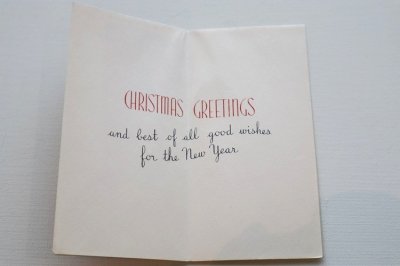 CHRISTMAS GREETINGS
and best of all good wishes
for the New Year